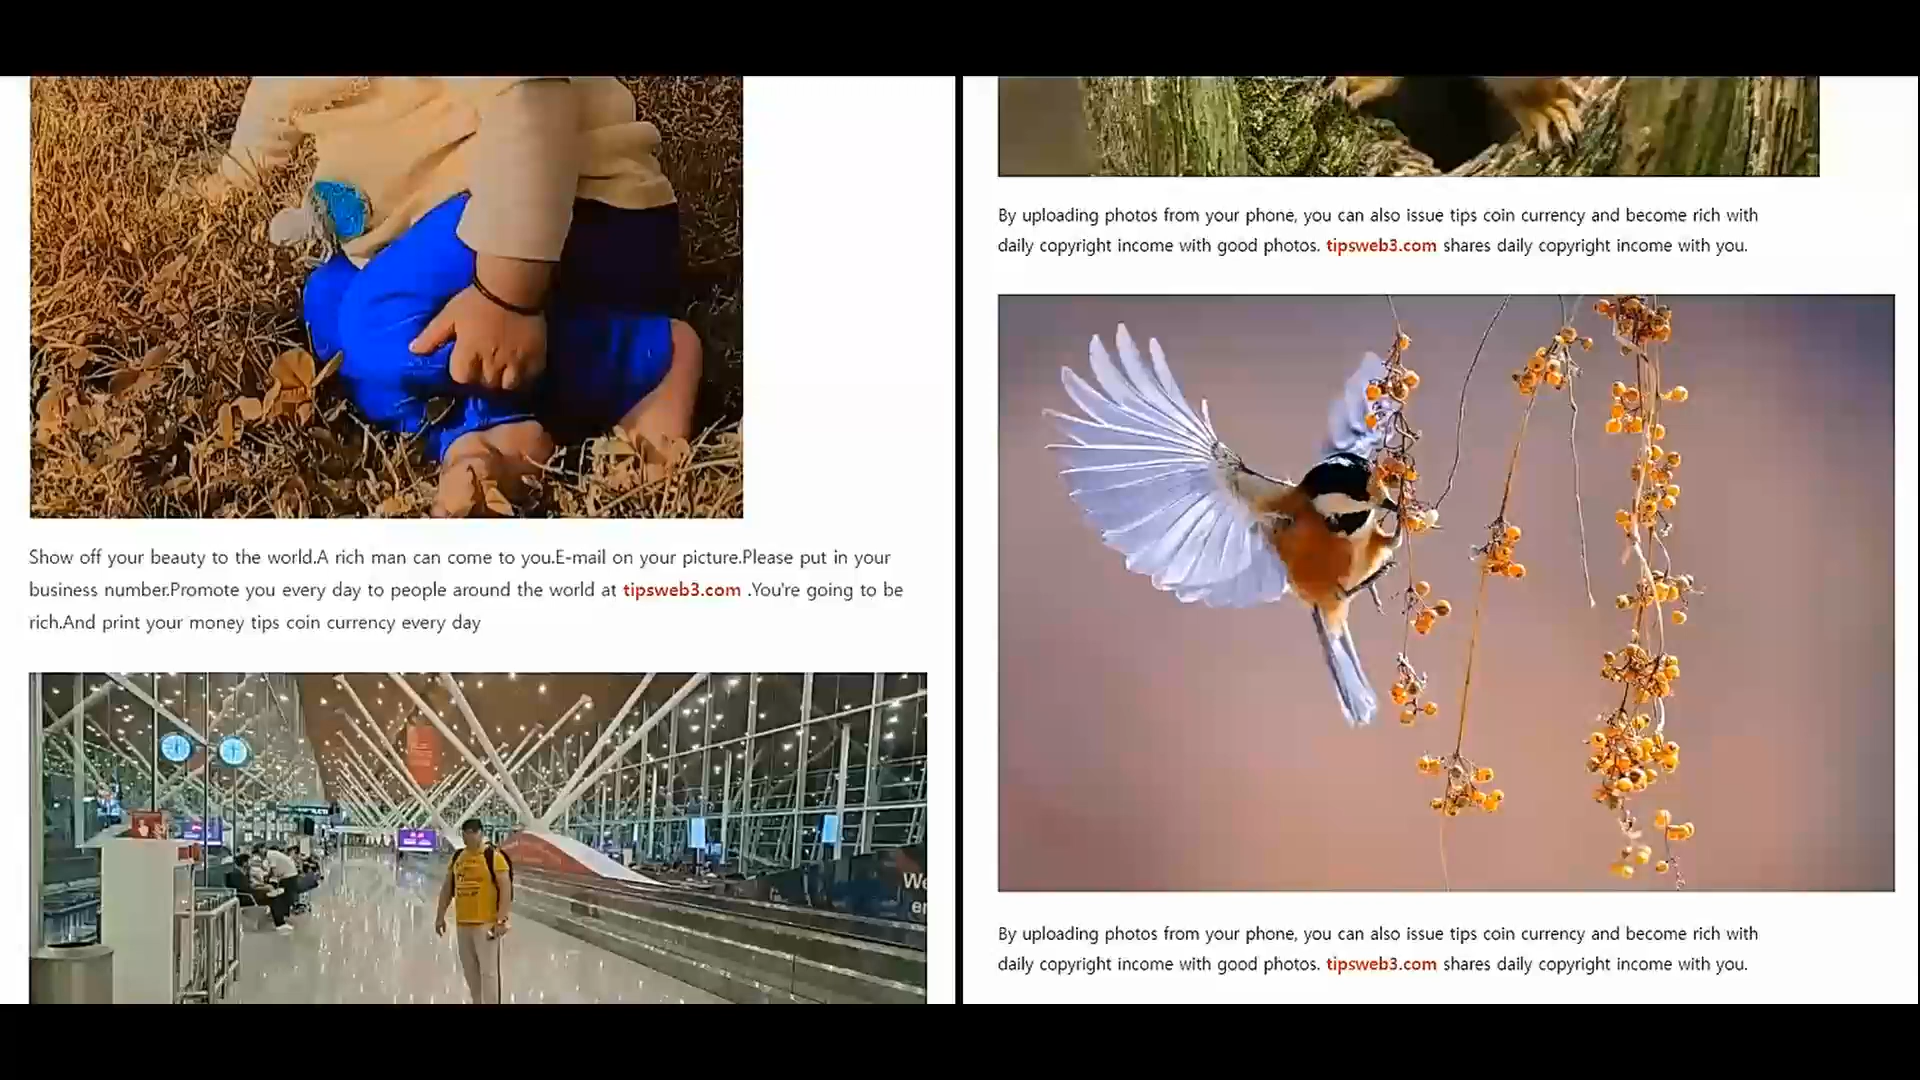 Show off your beauty to the world.A rich man can come to you.E-mail on your picture.Please put in your
business number.Promote you every day to people around the world at tipsweb3.com .You're going to be
rich.And print your money tips coin currency every day
We
By uploading photos from your phone, you can also issue tips coin currency and become rich with
daily copyright income with good photos. tipsweb3.com shares daily copyright income with you.
By uploading photos from your phone, you can also issue tips coin currency and become rich with
daily copyright income with good photos. tipsweb3.com shares daily copyright income with you.